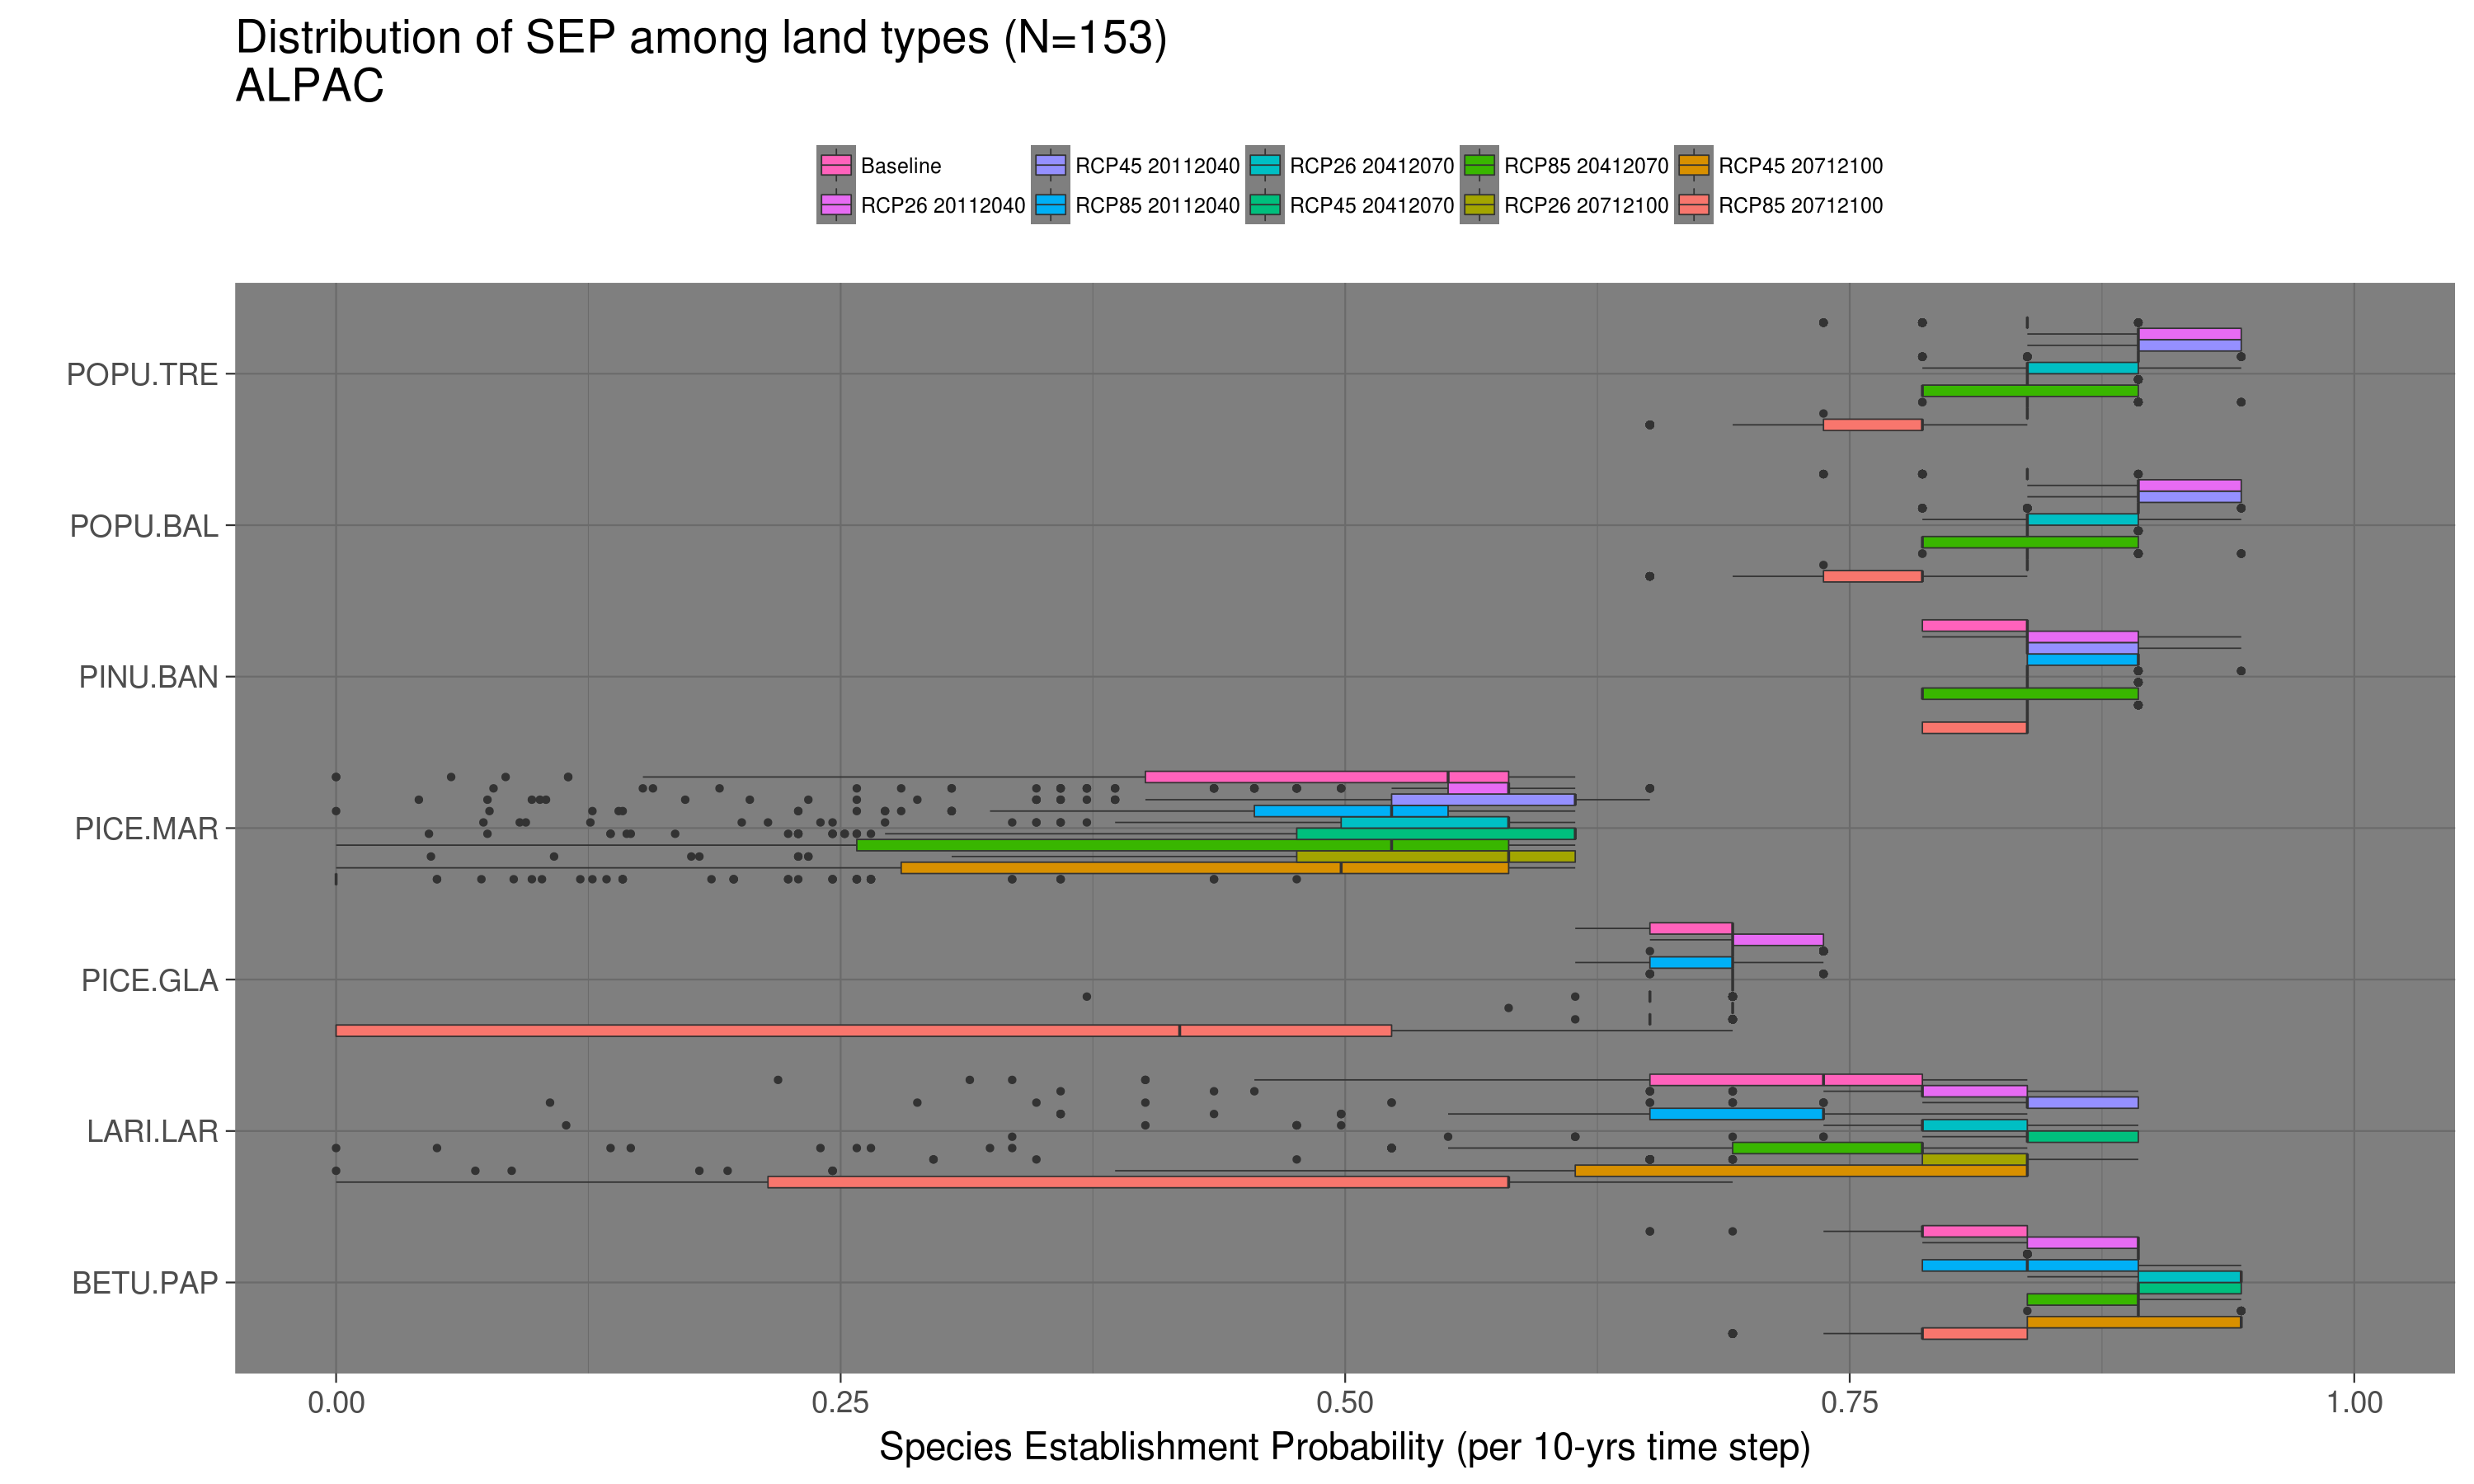 Distribution of SEP among land types (N=153)
ALPAC
Baseline RCP45 20112040 RCP26 20412070 RCP85 20412070 RCP45 20712100
RCP26 20112040 RCP85 20112040 RCP45 20412070 RCP26 20712100 RCP85 20712100
POPU.TRE
POPU.BAL
PINU.BAN
PICE.MAR
PICE.GLA
LARI.LAR
BETU.PAP
0.00 0.25 0.50 0.75 1.00
Species Establishment Probability (per 10-yrs time step)